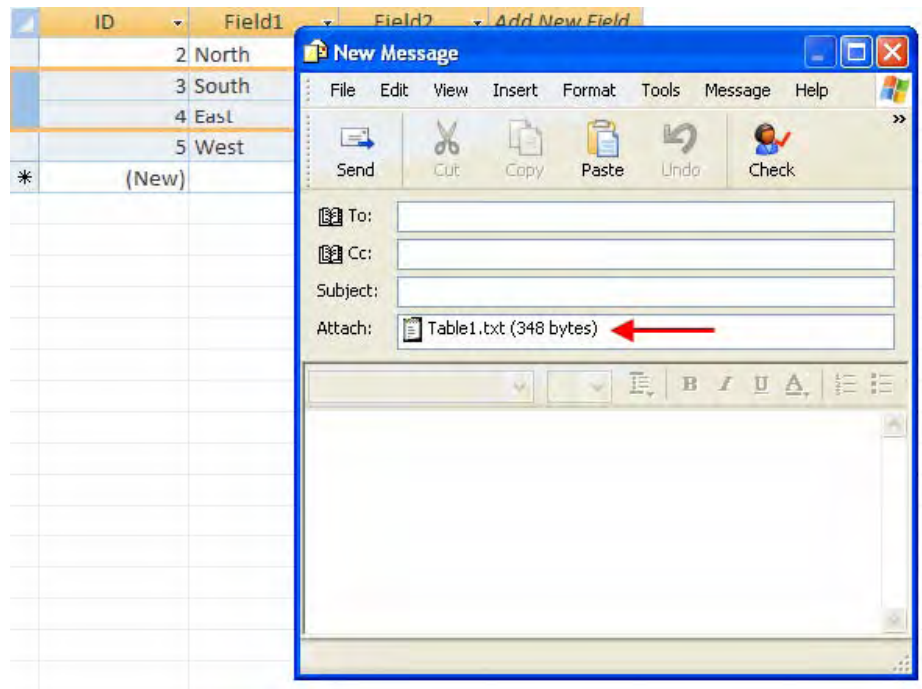 ID Field1 Field2 Add New Field
2 North
3 South
4 East
5 West
(New)
New Message
File Edit View Insert Format Tools Message Help
Send Cut Copy Paste Undo Check
To:
Cc:
Subject:
Attach: Table1.txt (348 bytes)
B I U A